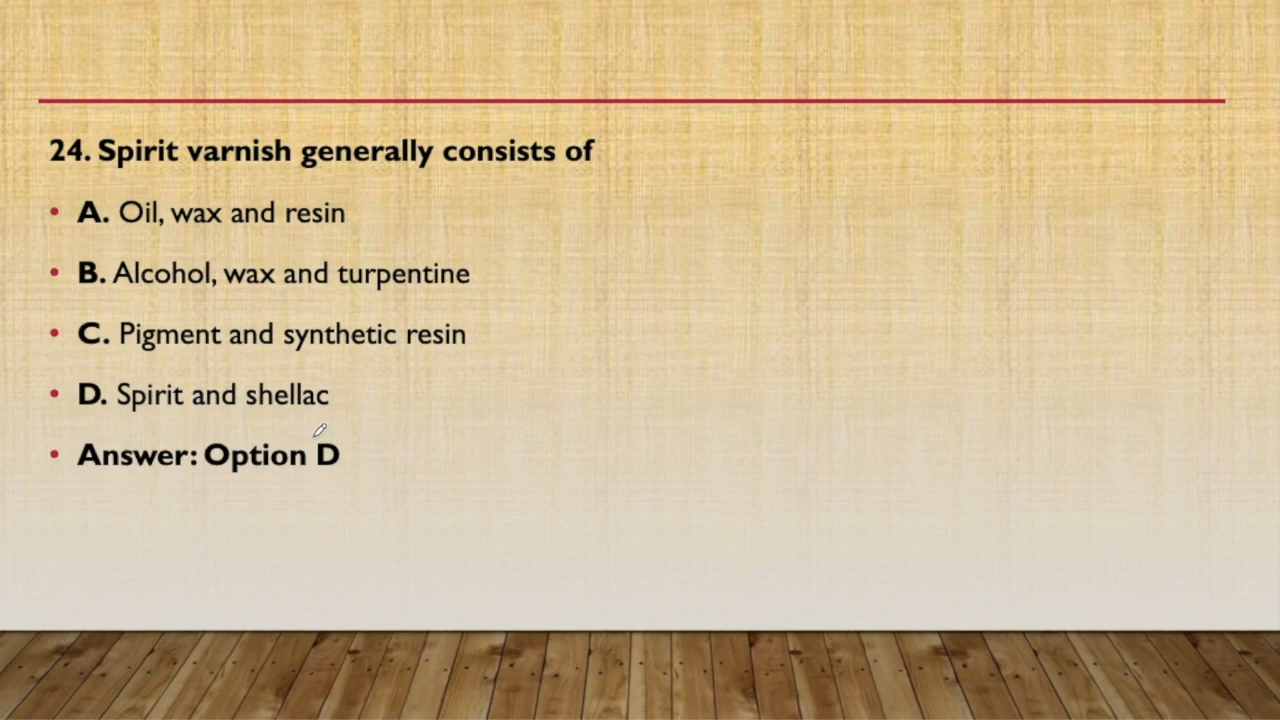 24. Spirit varnish generally consists of
• A. Oil, wax and resin
• B. Alcohol, wax and turpentine
• C. Pigment and synthetic resin
• D. Spirit and shellac
• Answer: Option D